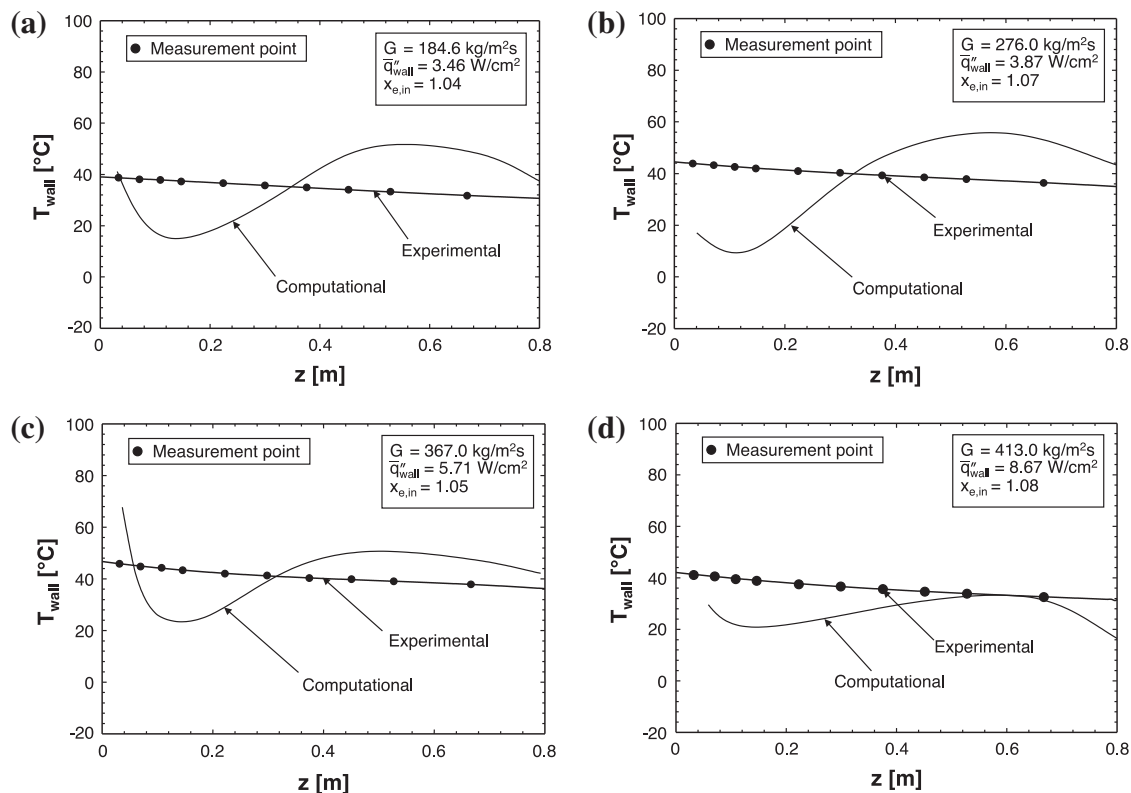 (a)
Measurement point
G = 184.6 kg/m²s
q̅″wall = 3.46 W/cm²
xe,in = 1.04
100
80
60
40
20
0
-20
Twall [°C]
Experimental
Computational
0
0.2
0.4
0.6
0.8
z [m]
(b)
Measurement point
G = 276.0 kg/m²s
q̅″wall = 3.87 W/cm²
xe,in = 1.07
100
80
60
40
20
0
-20
Twall [°C]
Experimental
Computational
0
0.2
0.4
0.6
0.8
z [m]
(c)
Measurement point
G = 367.0 kg/m²s
q̅″wall = 5.71 W/cm²
xe,in = 1.05
100
80
60
40
20
0
-20
Twall [°C]
Experimental
Computational
0
0.2
0.4
0.6
0.8
z [m]
(d)
Measurement point
G = 413.0 kg/m²s
q̅″wall = 8.67 W/cm²
xe,in = 1.08
100
80
60
40
20
0
-20
Twall [°C]
Experimental
Computational
0
0.2
0.4
0.6
0.8
z [m]